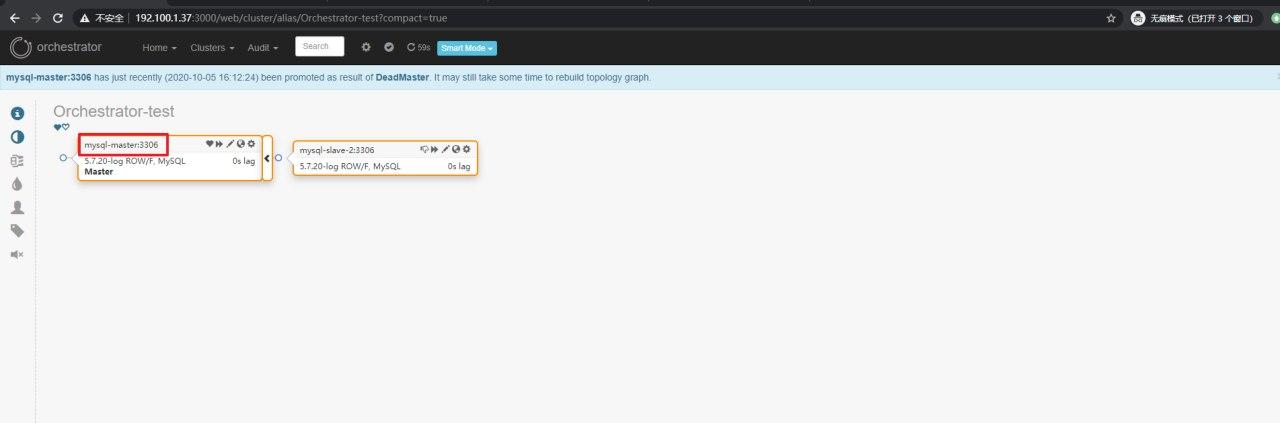 不安全 192.100.1.37:3000/web/cluster/alias/Orchestrator-test?compact=true
无痕模式 (已打开 3 个窗口)
orchestrator Home Clusters Audit Search 59s Smart Mode
mysql-master:3306 has just recently (2020-10-05 16:12:24) been promoted as result of DeadMaster. It may still take some time to rebuild topology graph.
Orchestrator-test
mysql-master:3306
5.7.20-log ROW/F, MySQL 0s lag
Master
mysql-slave-2:3306
5.7.20-log ROW/F, MySQL 0s lag